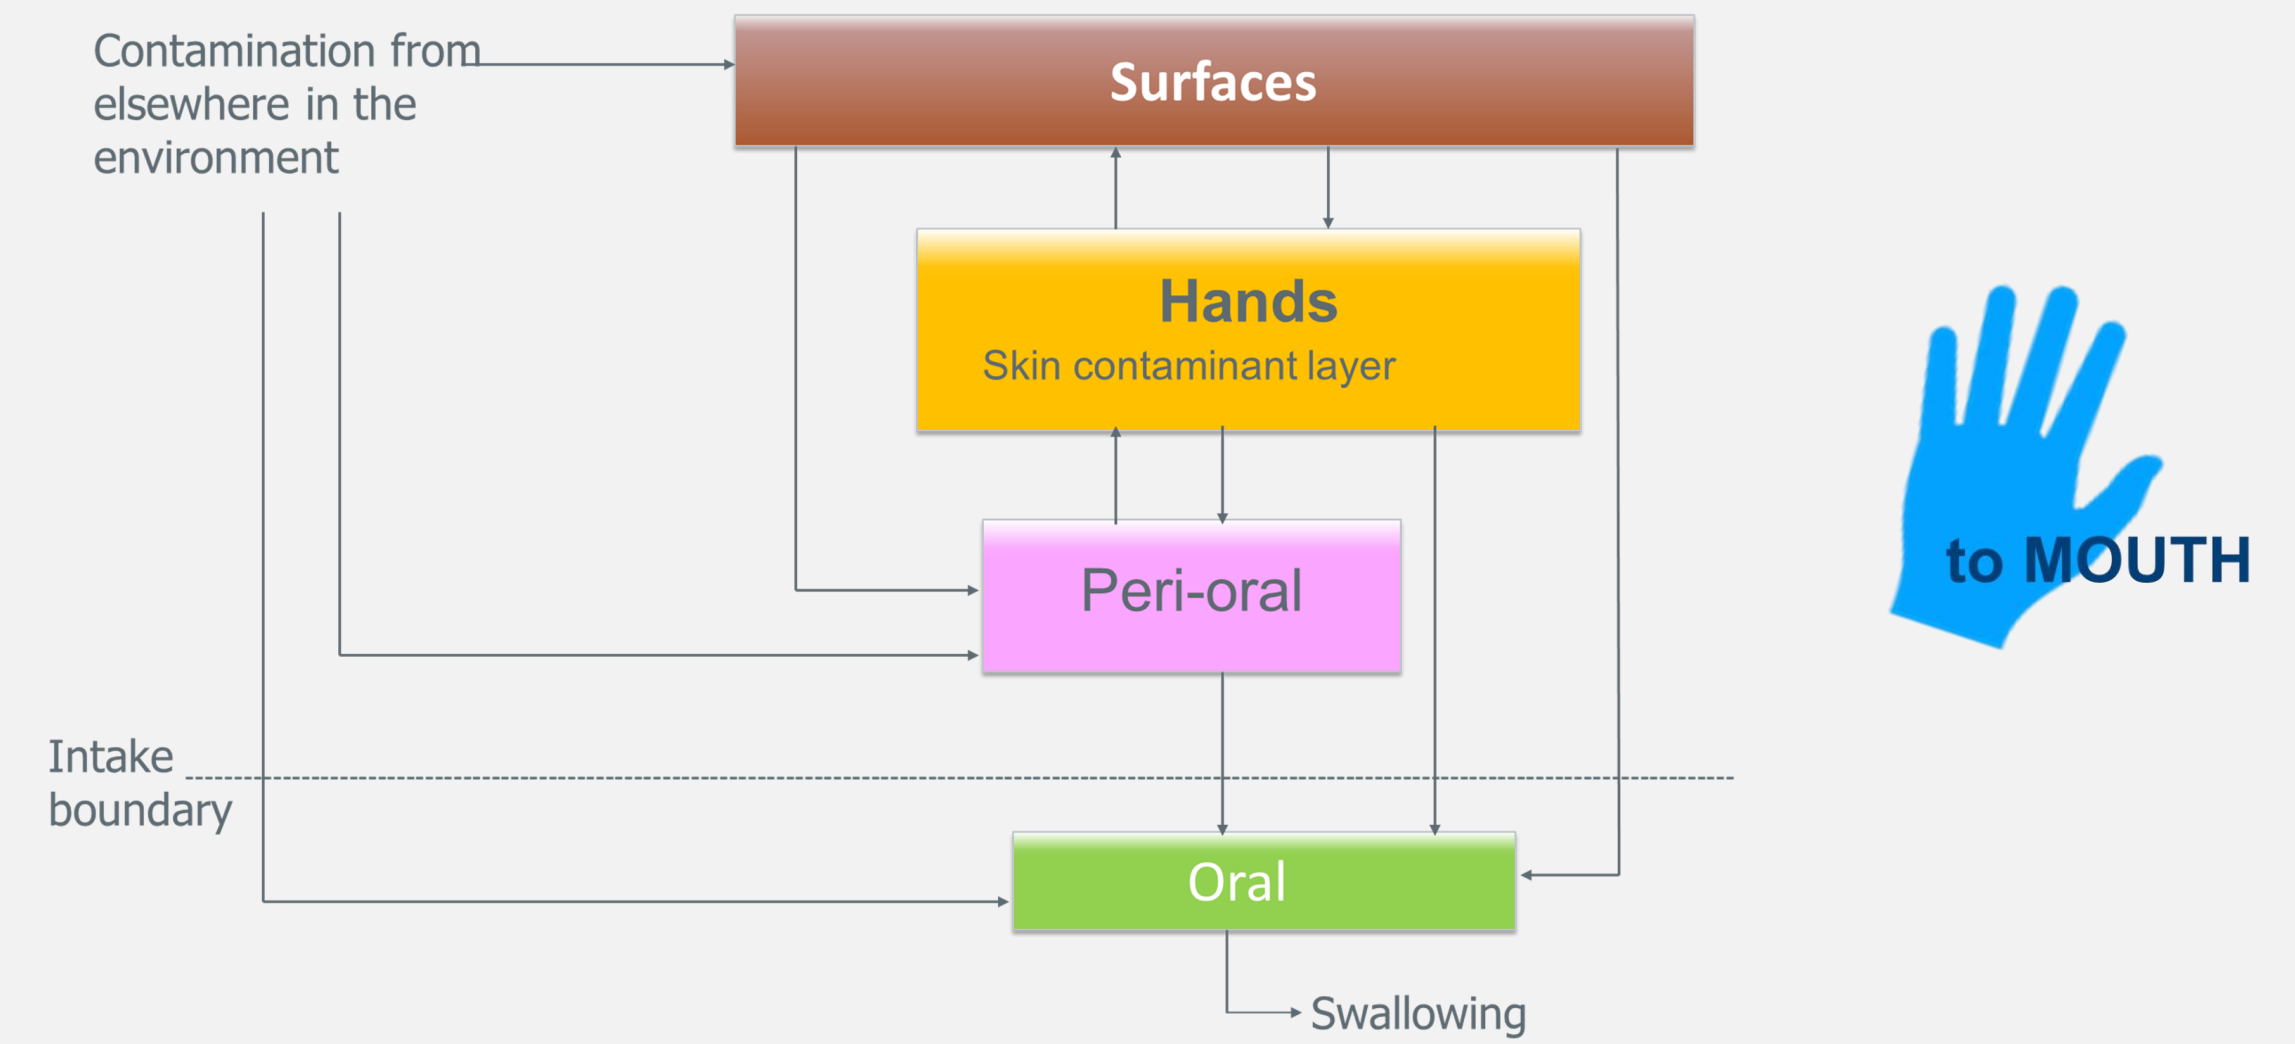 Contamination from
elsewhere in the
environment
Surfaces
Hands
Skin contaminant layer
Peri-oral
to MOUTH
Intake
boundary
Oral
Swallowing